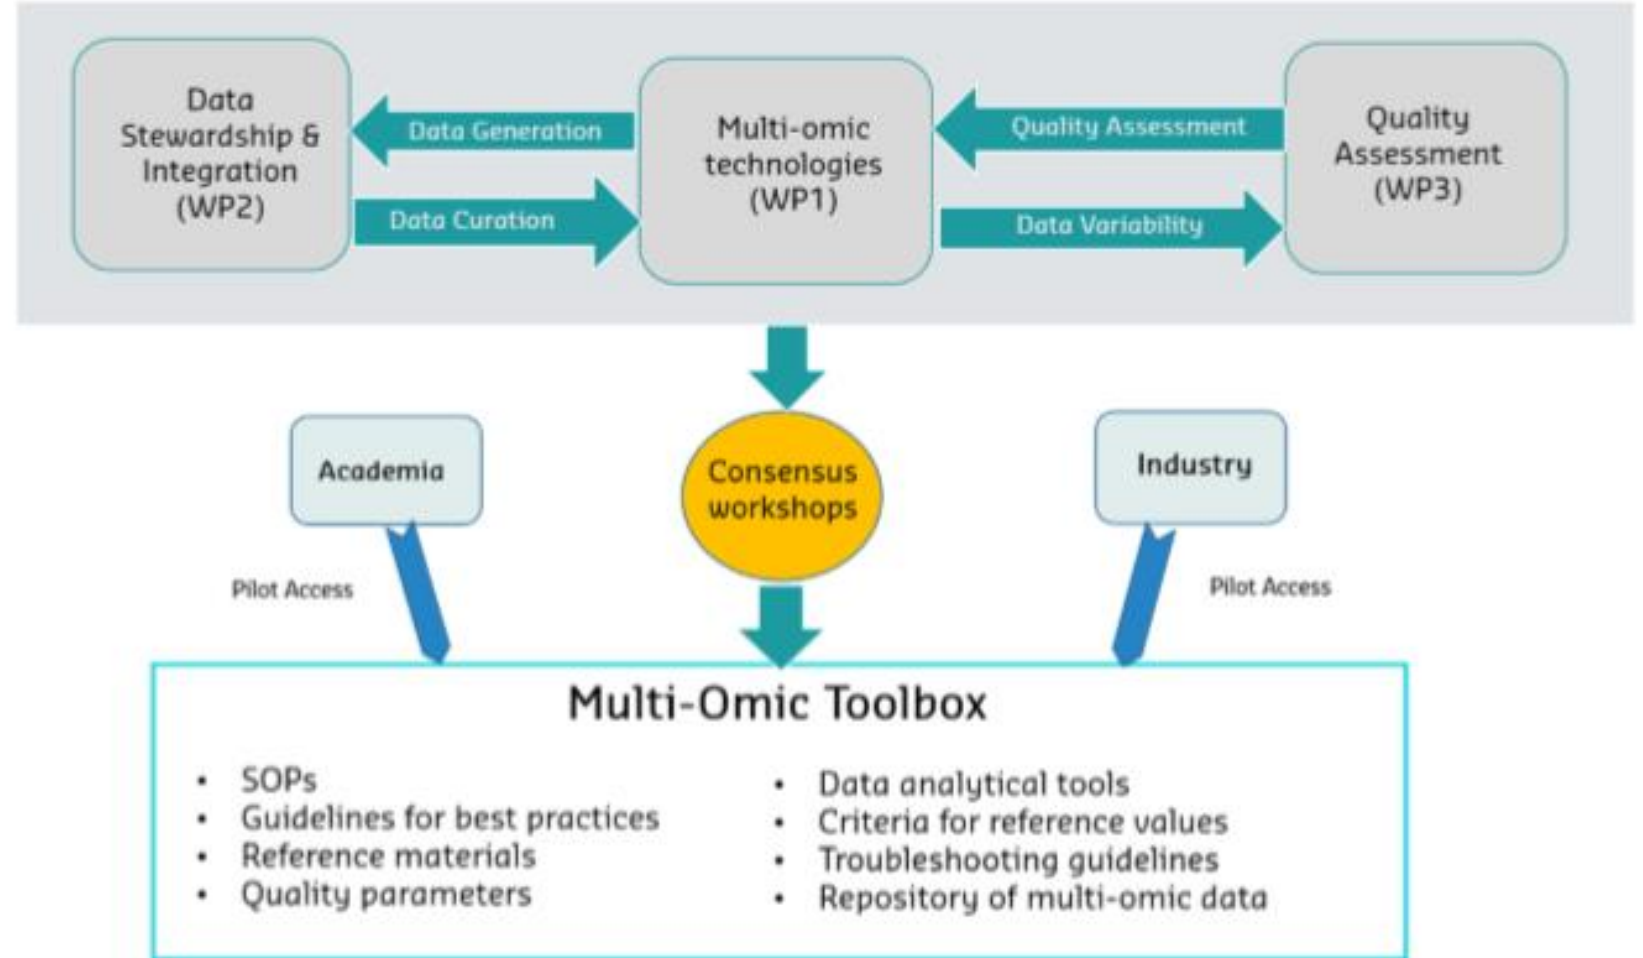 Data
Stewardship &
Integration
(WP2)
Data Generation
Data Curation
Multi-omic
technologies
(WP1)
Quality Assessment
Data Variability
Quality
Assessment
(WP3)
Academia
Consensus
workshops
Industry
Pilot Access
Pilot Access
Multi-Omic Toolbox
• SOPs
• Guidelines for best practices
• Reference materials
• Quality parameters
• Data analytical tools
• Criteria for reference values
• Troubleshooting guidelines
• Repository of multi-omic data